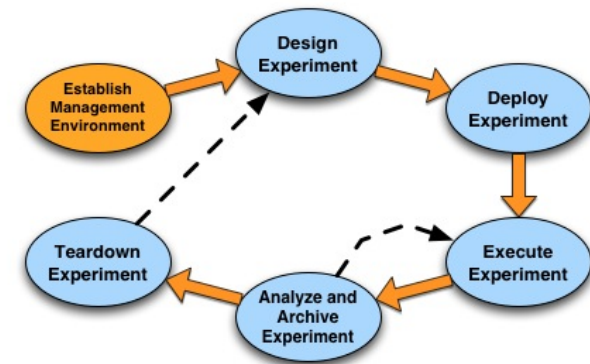 Design
Experiment
Establish
Management
Environment
Deploy
Experiment
Teardown
Experiment
Execute
Experiment
Analyze and
Archive
Experiment